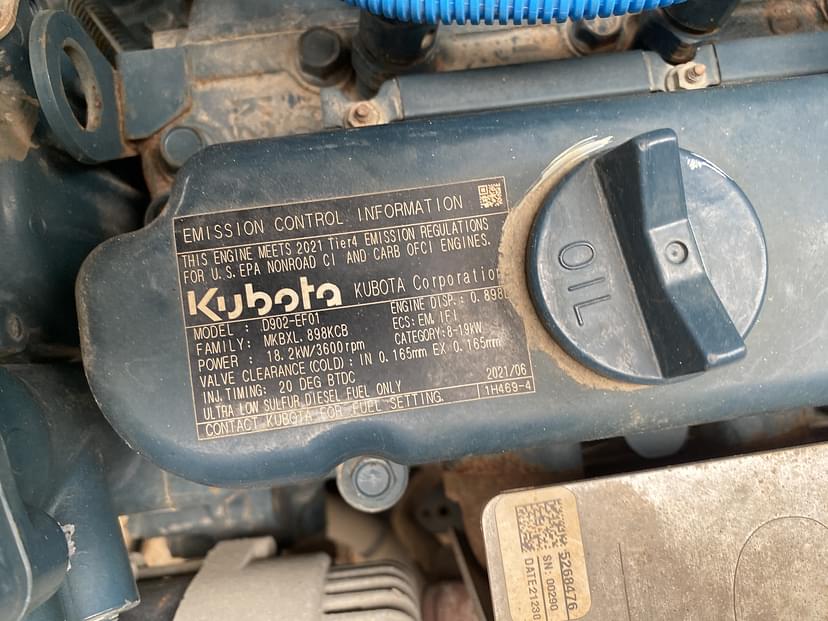 EMISSION CONTROL INFORMATION
THIS ENGINE MEETS 2021 Tier4 EMISSION REGULATIONS
FOR U.S. EPA NONROAD CI AND CARB OFCI ENGINES.
Kubota KUBOTA Corporation
MODEL : D902-EF01 ENGINE DISP.: 0.898L
FAMILY: MKBXL.898KCB ECS: EM, IFI
POWER : 18.2kW/3600rpm CATEGORY: 8-19kW
VALVE CLEARANCE (COLD): IN 0.165mm EX 0.165mm
INJ. TIMING: 20 DEG BTDC
ULTRA LOW SULFUR DIESEL FUEL ONLY 2021/06
CONTACT KUBOTA FOR FUEL SETTING. 1H469-4
OIL
5268476
SN: 00290
DATE21230